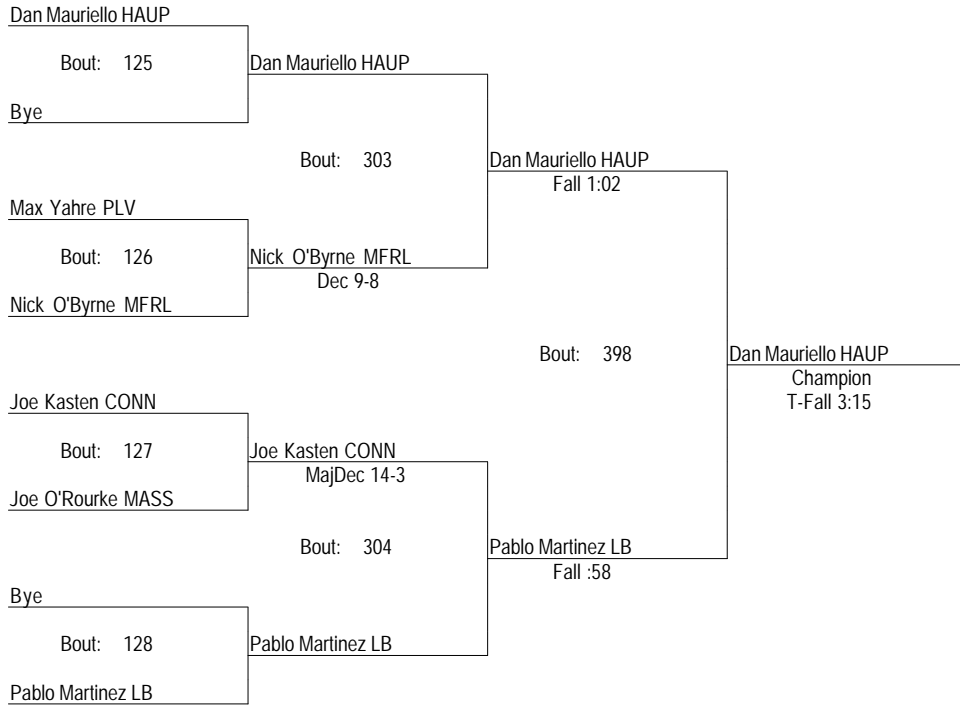 Dan Mauriello HAUP
Bout: 125
Dan Mauriello HAUP
Bye
Bout: 303
Dan Mauriello HAUP
Fall 1:02
Max Yahre PLV
Bout: 126
Nick O'Byrne MFRL
Dec 9-8
Nick O'Byrne MFRL
Bout: 398
Dan Mauriello HAUP
Champion
T-Fall 3:15
Joe Kasten CONN
Bout: 127
Joe Kasten CONN
MajDec 14-3
Joe O'Rourke MASS
Bout: 304
Pablo Martinez LB
Fall :58
Bye
Bout: 128
Pablo Martinez LB
Pablo Martinez LB